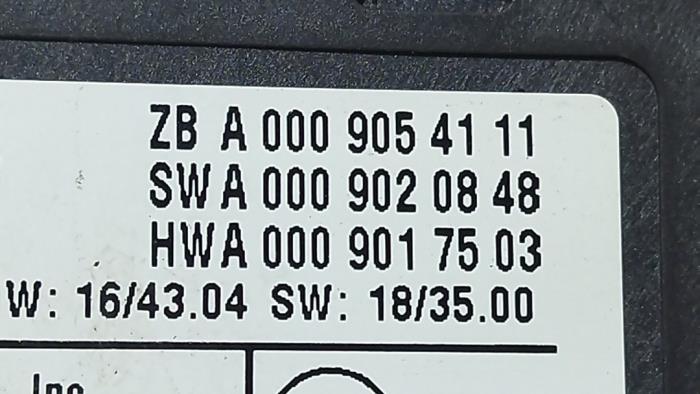 ZB A 000 905 41 11
SW A 000 902 08 48
HW A 000 901 75 03
W: 16/43.04 SW: 18/35.00
Inc